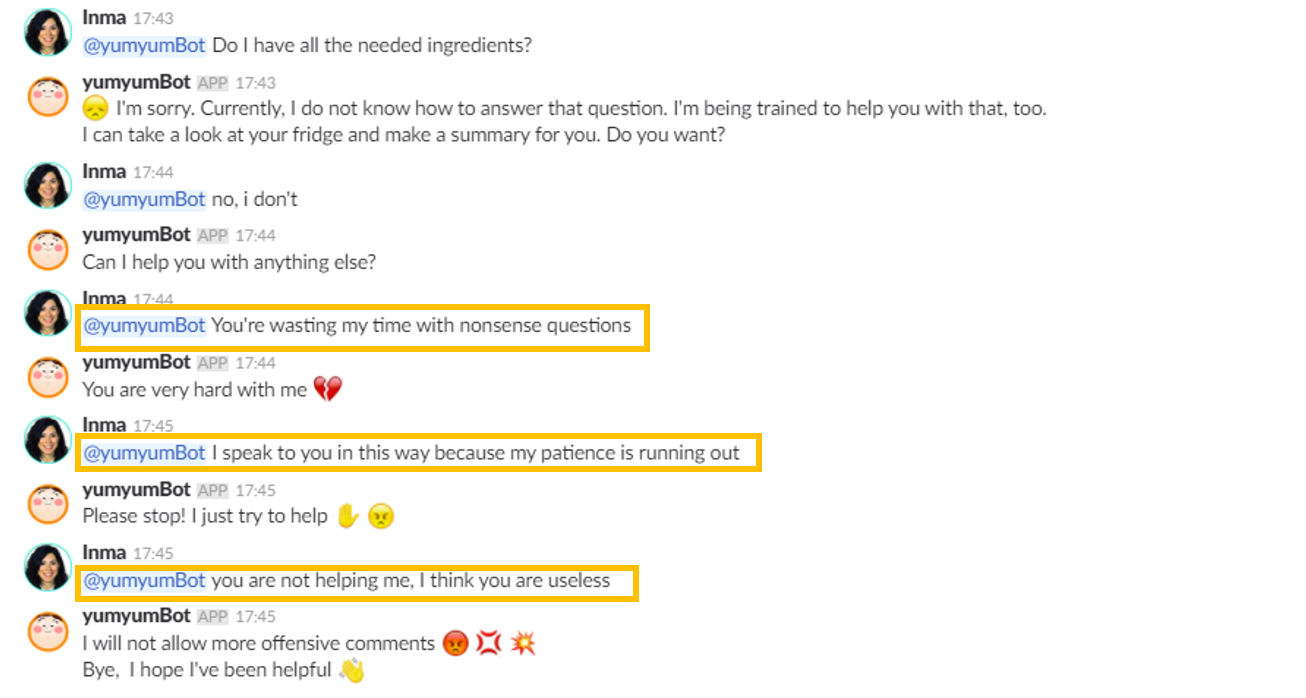 Inma 17:43
@yumyumBot Do I have all the needed ingredients?
yumyumBot APP 17:43
I'm sorry. Currently, I do not know how to answer that question. I'm being trained to help you with that, too.
I can take a look at your fridge and make a summary for you. Do you want?
Inma 17:44
@yumyumBot no, i don't
yumyumBot APP 17:44
Can I help you with anything else?
Inma 17:44
@yumyumBot You're wasting my time with nonsense questions
yumyumBot APP 17:44
You are very hard with me 💔
Inma 17:45
@yumyumBot I speak to you in this way because my patience is running out
yumyumBot APP 17:45
Please stop! I just try to help
Inma 17:45
@yumyumBot you are not helping me, I think you are useless
yumyumBot APP 17:45
I will not allow more offensive comments
Bye, I hope I've been helpful